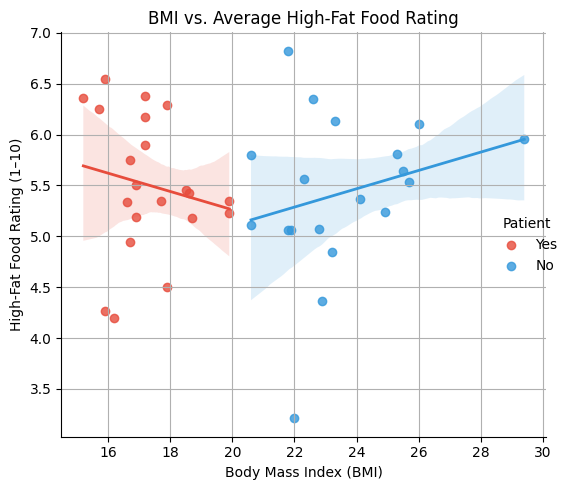 BMI vs. Average High-Fat Food Rating
High-Fat Food Rating (1–10)
7.0
6.5
6.0
5.5
5.0
4.5
4.0
3.5
16 18 20 22 24 26 28 30
Body Mass Index (BMI)
Patient
Yes
No